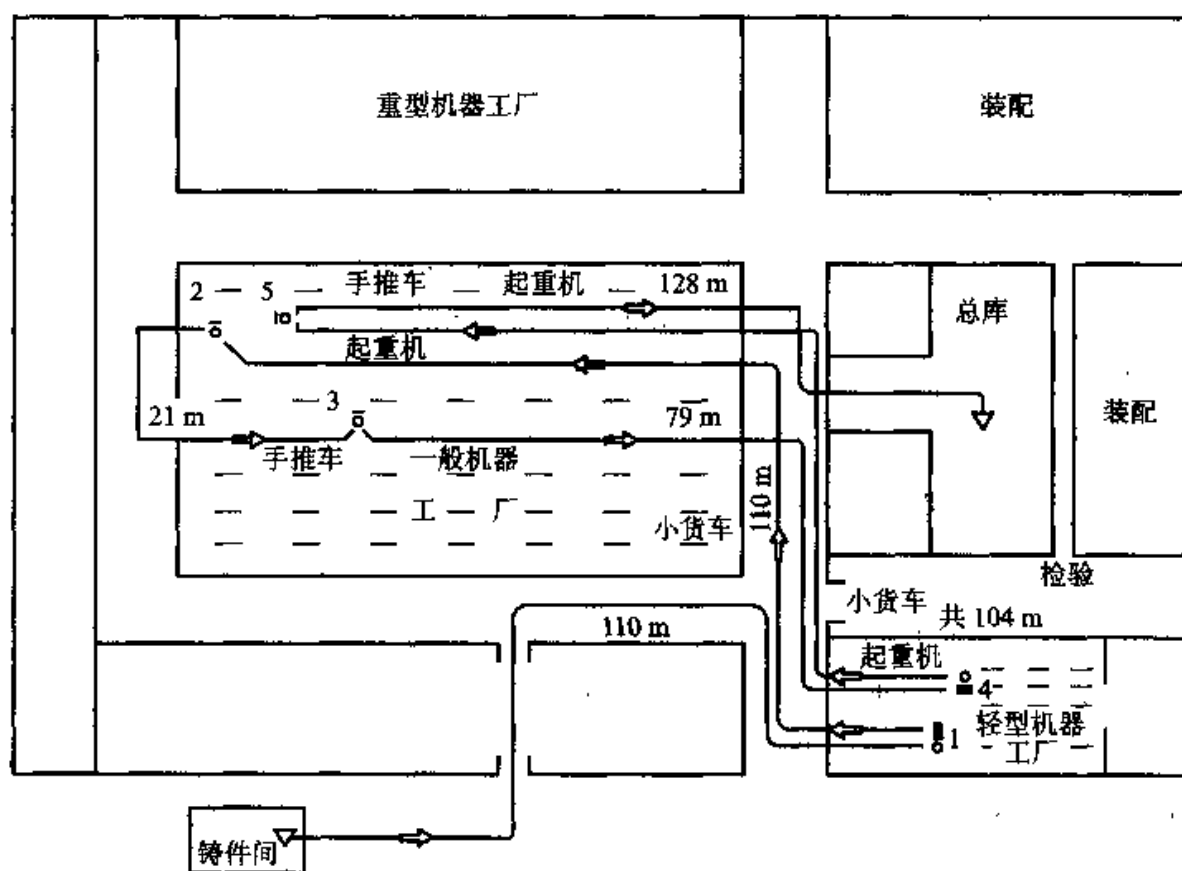 重型机器工厂
装配
2
5
手推车
起重机
128 m
总库
起重机
装配
21 m
3
79 m
手推车
一般机器
工厂
110 m
小货车
检验
小货车
共 104 m
110 m
起重机
4
轻型机器
1
工厂
铸件间